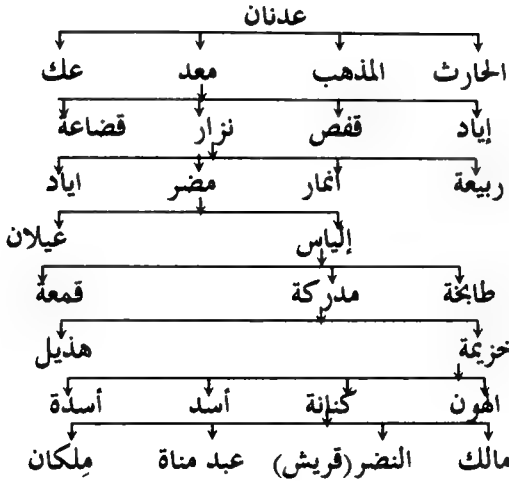 عدنان
الحارث المذهب معد عك
إياد قفص نزار قضاعة
ربيعة أنمار مضر اياد
إلياس غيلان
طابخة مدركة قمعة
خزيمة هذيل
الهون كنانة أسد أسدة
مالك النضر (قريش) عبد مناة مِلكان